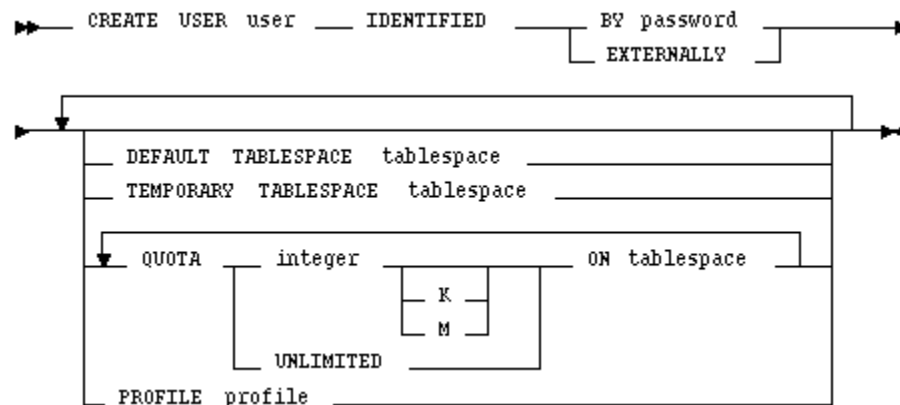 CREATE USER user IDENTIFIED BY password
EXTERNALLY
DEFAULT TABLESPACE tablespace
TEMPORARY TABLESPACE tablespace
QUOTA integer ON tablespace
K
M
UNLIMITED
PROFILE profile